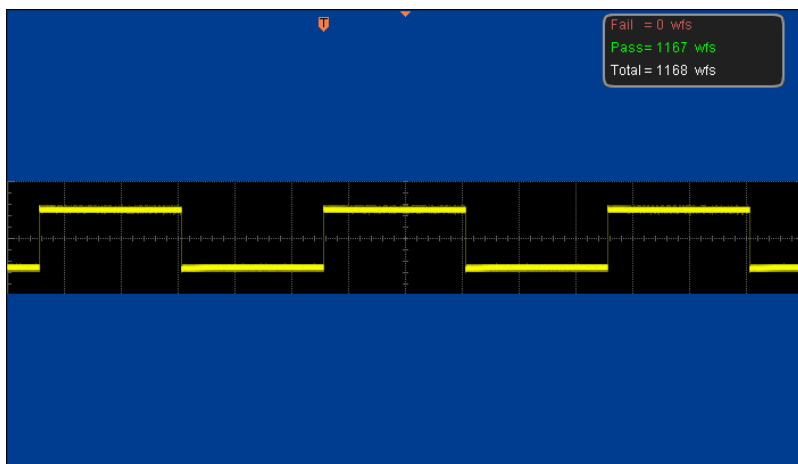 T
Fail = 0 wfs
Pass= 1167 wfs
Total = 1168 wfs